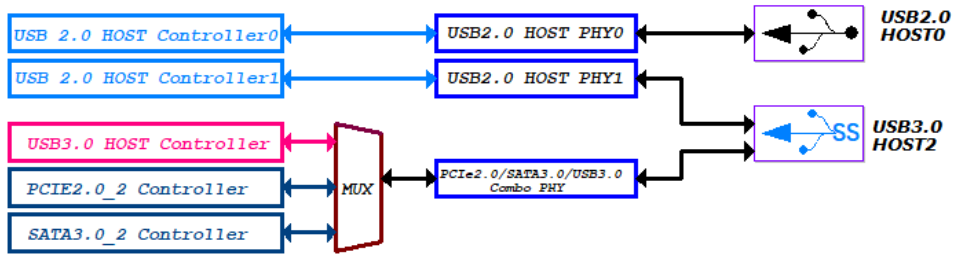 USB 2.0 HOST Controller0
USB2.0 HOST PHY0
USB2.0
HOST0
USB 2.0 HOST Controller1
USB2.0 HOST PHY1
USB3.0 HOST Controller
SS
USB3.0
HOST2
PCIE2.0_2 Controller
MUX
PCIe2.0/SATA3.0/USB3.0
Combo PHY
SATA3.0_2 Controller